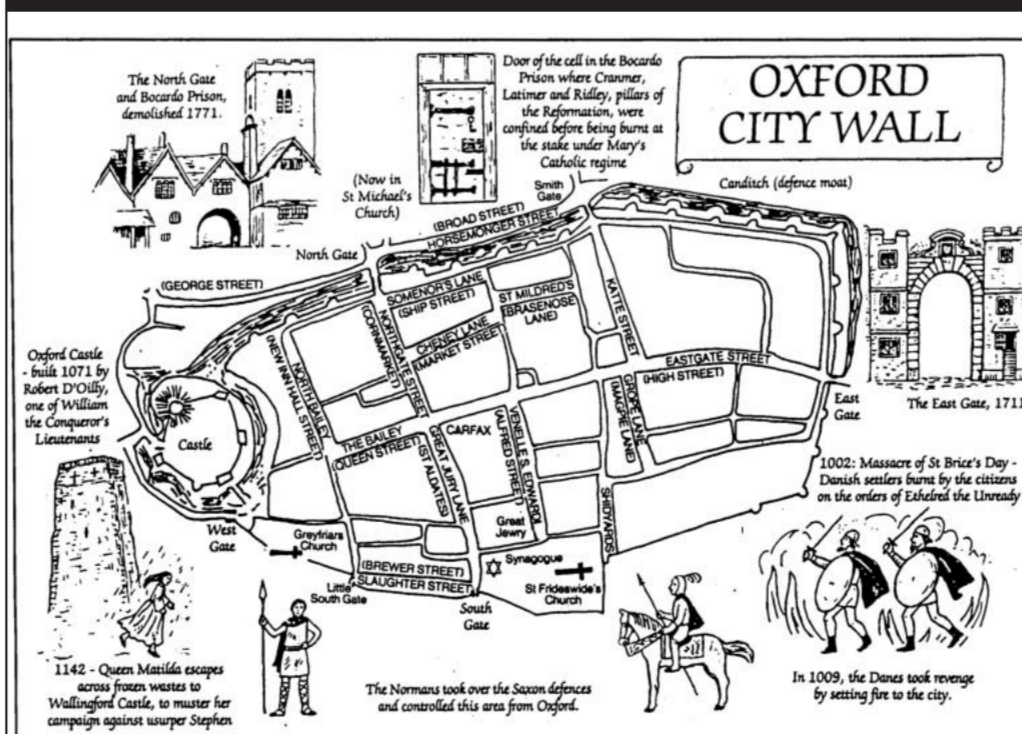 OXFORD
CITY WALL
The North Gate
and Bocardo Prison,
demolished 1771.
Door of the cell in the Bocardo
Prison where Cranmer,
Latimer and Ridley, pillars of
the Reformation, were
confined before being burnt at
the stake under Mary's
Catholic regime
(Now in
St Michael's
Church)
Smith
Gate
Canditch (defence moat)
(BROAD STREET)
HORSEMONGER STREET
North Gate
(GEORGE STREET)
SOMENOR'S LANE
(SHIP STREET)
ST MILDRED'S
(BRASENOSE
LANE)
KATTE STREET
CHENEY LANE
(MARKET STREET)
NORTHGATE STREET
(CORNMARKET)
NORTH BAILEY
(NEW INN HALL STREET)
EASTGATE STREET
(HIGH STREET)
Oxford Castle
- built 1071 by
Robert D'Oilly,
one of William
the Conqueror's
Lieutenants
Castle
East
Gate
The East Gate, 1711
GROPE LANE
(MAGPIE LANE)
CARFAX
THE BAILEY
(QUEEN STREET)
GREAT JURY LANE
(ST ALDATES)
VENELLE S. EDWARDI
(ALFRED STREET)
SHIDYARDS
1002: Massacre of St Brice's Day -
Danish settlers burnt by the citizens
on the orders of Ethelred the Unready
West
Gate
Greyfriars
Church
Great
Jewry
Synagogue
(BREWER STREET)
SLAUGHTER STREET
Little
South Gate
South
Gate
St Frideswide's
Church
1142 - Queen Matilda escapes
across frozen wastes to
Wallingford Castle, to muster her
campaign against usurper Stephen
The Normans took over the Saxon defences
and controlled this area from Oxford.
In 1009, the Danes took revenge
by setting fire to the city.